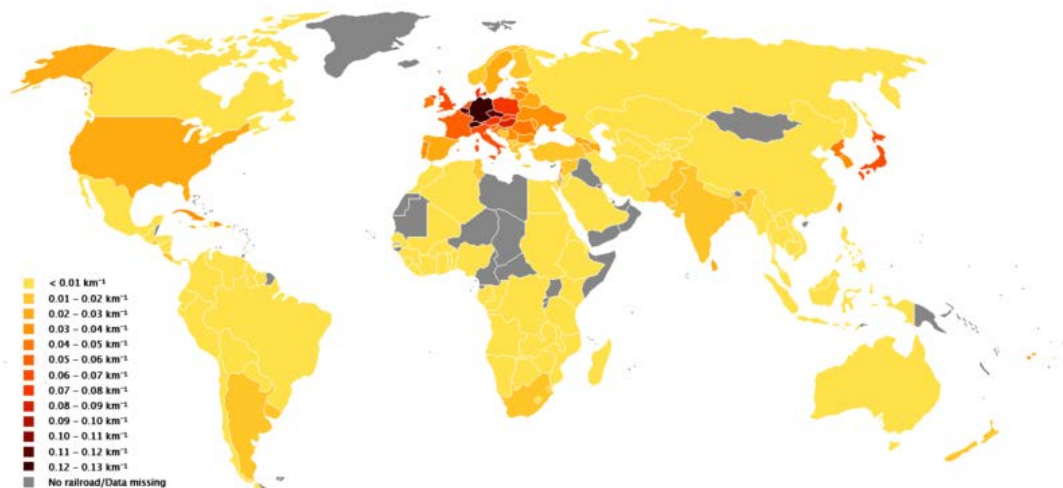 < 0.01 km⁻¹
0.01 – 0.02 km⁻¹
0.02 – 0.03 km⁻¹
0.03 – 0.04 km⁻¹
0.04 – 0.05 km⁻¹
0.05 – 0.06 km⁻¹
0.06 – 0.07 km⁻¹
0.07 – 0.08 km⁻¹
0.08 – 0.09 km⁻¹
0.09 – 0.10 km⁻¹
0.10 – 0.11 km⁻¹
0.11 – 0.12 km⁻¹
0.12 – 0.13 km⁻¹
No railroad/Data missing